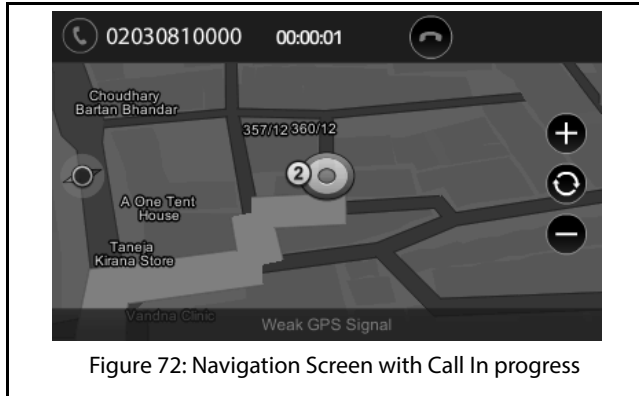 02030810000 00:00:01
Choudhary
Bartan Bhandar
357/12 360/12
2
A One Tent
House
Taneja
Kirana Store
Vandna Clinic
Weak GPS Signal
Figure 72: Navigation Screen with Call In progress